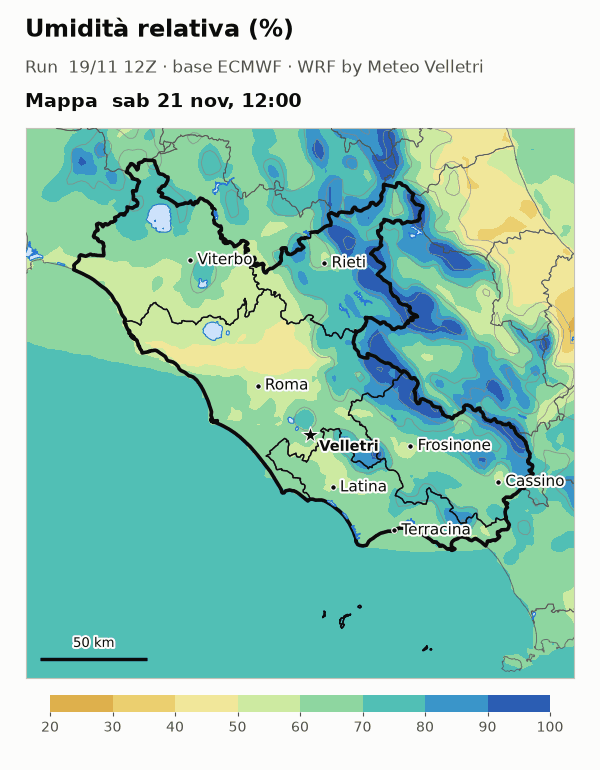 Umidità relativa (%)
Run  19/11 12Z · base ECMWF · WRF by Meteo Velletri
Mappa  sab 21 nov, 12:00
Viterbo
Rieti
Roma
Velletri
Frosinone
Latina
Cassino
Terracina
50 km
20 30 40 50 60 70 80 90 100